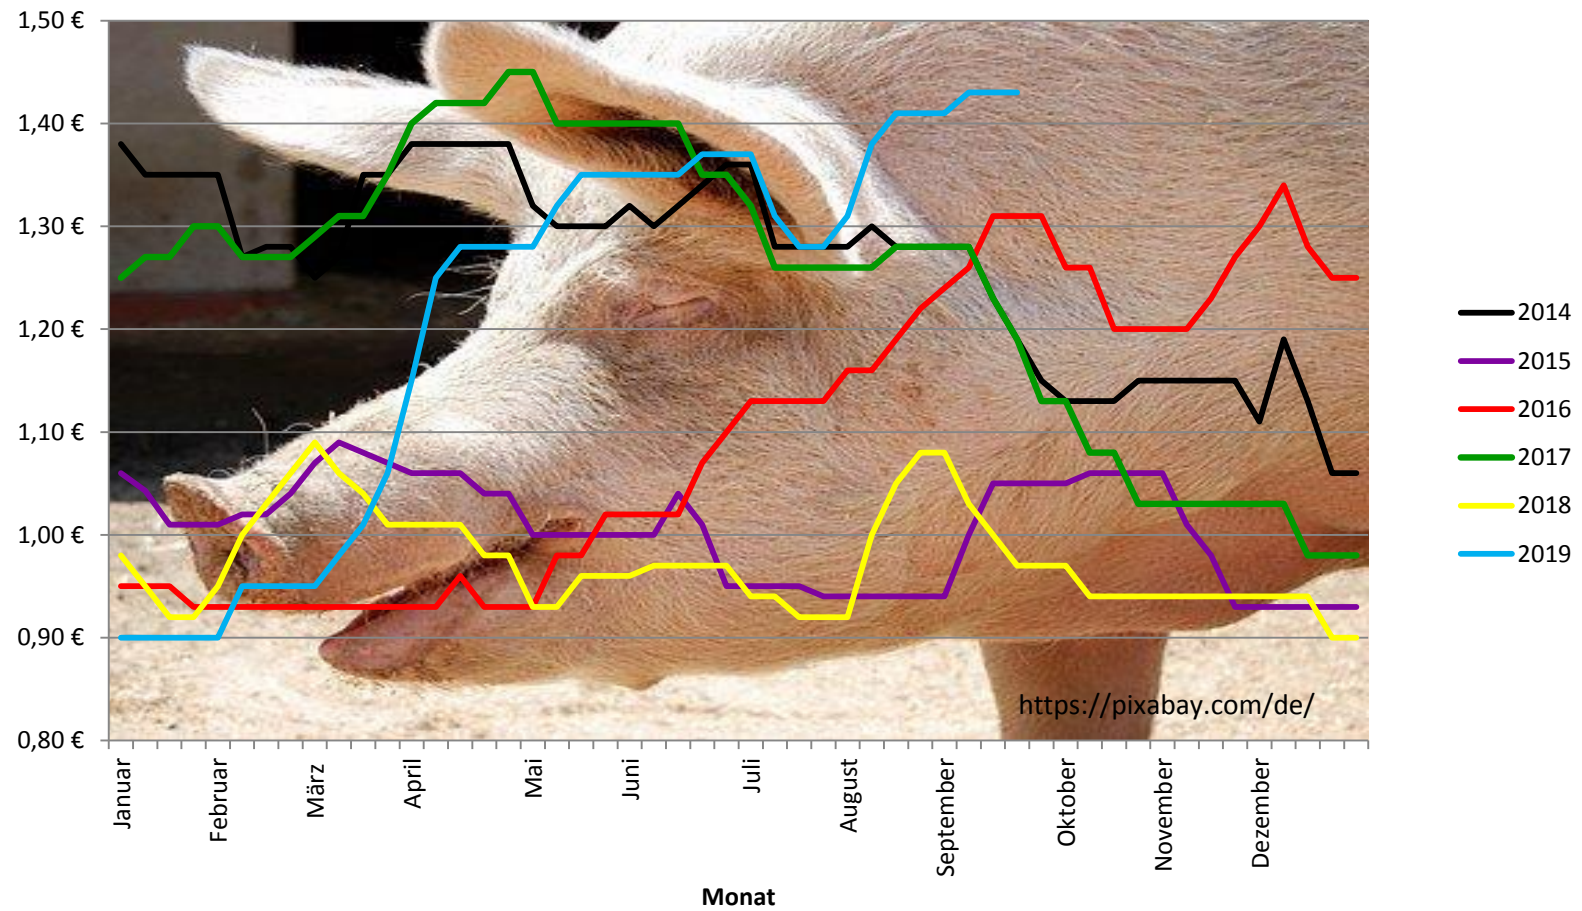 1,50 €
1,40 €
1,30 €
1,20 €
1,10 €
1,00 €
0,90 €
0,80 €
Januar
Februar
März
April
Mai
Juni
Juli
August
September
Oktober
November
Dezember
Monat
https://pixabay.com/de/
2014
2015
2016
2017
2018
2019